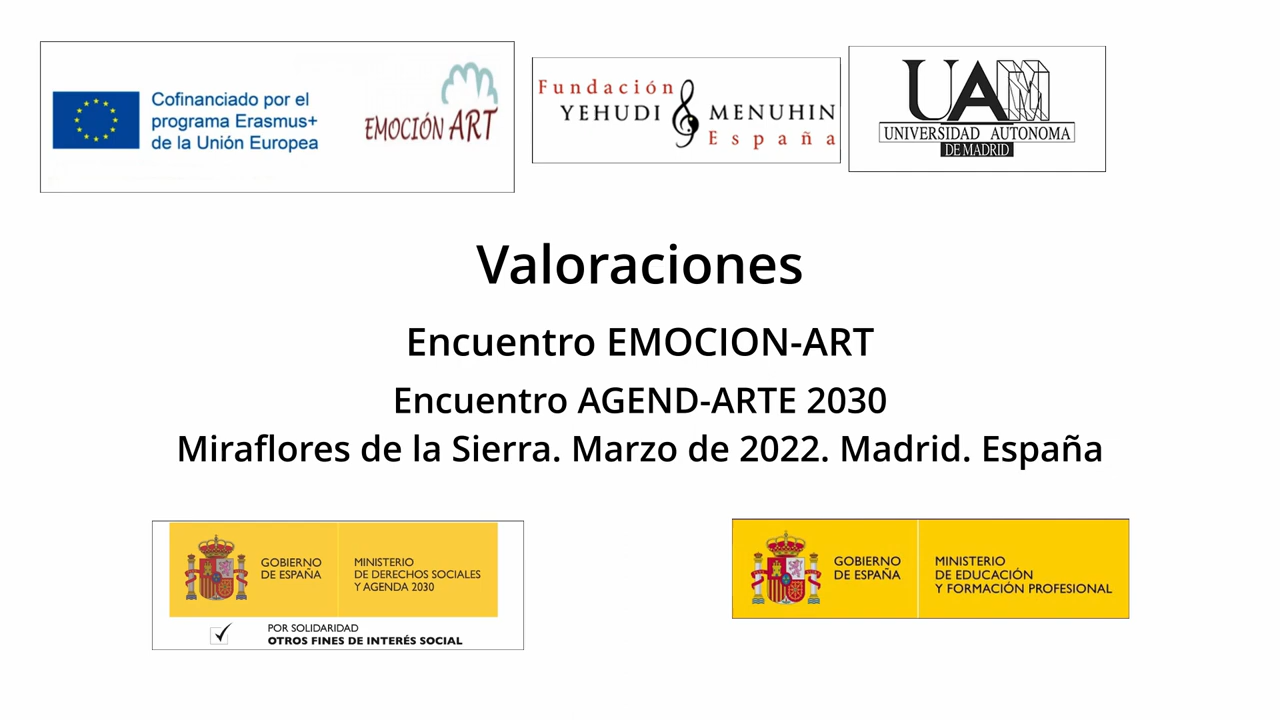 Cofinanciado por el
programa Erasmus+
de la Unión Europea
EMOCIÓN ART
Fundación
YEHUDI MENUHIN
España
UAM
UNIVERSIDAD AUTONOMA
DE MADRID
Valoraciones
Encuentro EMOCION-ART
Encuentro AGEND-ARTE 2030
Miraflores de la Sierra. Marzo de 2022. Madrid. España
GOBIERNO
DE ESPAÑA
MINISTERIO
DE DERECHOS SOCIALES
Y AGENDA 2030
POR SOLIDARIDAD
OTROS FINES DE INTERÉS SOCIAL
GOBIERNO
DE ESPAÑA
MINISTERIO
DE EDUCACIÓN
Y FORMACIÓN PROFESIONAL